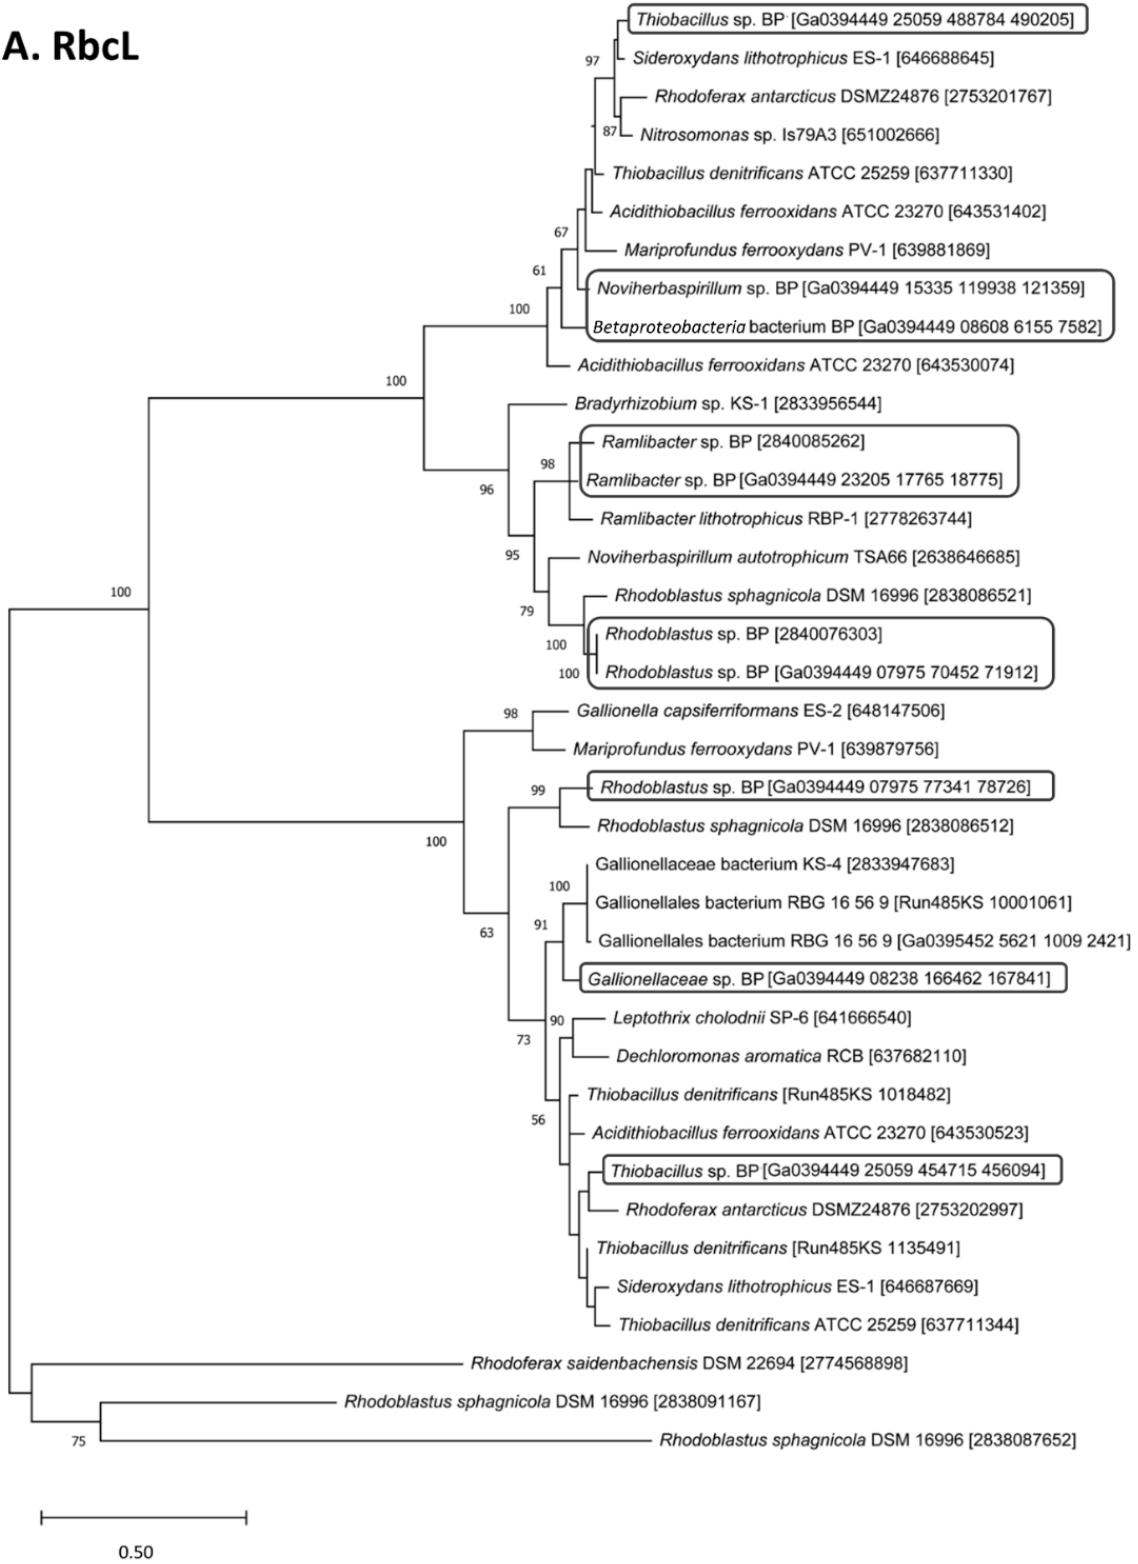 A. RbcL
Thiobacillus sp. BP [Ga0394449 25059 488784 490205]
97
Sideroxydans lithotrophicus ES-1 [646688645]
Rhodoferax antarcticus DSMZ24876 [2753201767]
87
Nitrosomonas sp. Is79A3 [651002666]
Thiobacillus denitrificans ATCC 25259 [637711330]
Acidithiobacillus ferrooxidans ATCC 23270 [643531402]
67
Mariprofundus ferrooxydans PV-1 [639881869]
61
Noviherbaspirillum sp. BP [Ga0394449 15335 119938 121359]
100
Betaproteobacteria bacterium BP [Ga0394449 08608 6155 7582]
Acidithiobacillus ferrooxidans ATCC 23270 [643530074]
100
Bradyrhizobium sp. KS-1 [2833956544]
Ramlibacter sp. BP [2840085262]
98
Ramlibacter sp. BP [Ga0394449 23205 17765 18775]
96
Ramlibacter lithotrophicus RBP-1 [2778263744]
95
Noviherbaspirillum autotrophicum TSA66 [2638646685]
100
Rhodoblastus sphagnicola DSM 16996 [2838086521]
79
Rhodoblastus sp. BP [2840076303]
100
Rhodoblastus sp. BP [Ga0394449 07975 70452 71912]
100
Gallionella capsiferriformans ES-2 [648147506]
98
Mariprofundus ferrooxydans PV-1 [639879756]
Rhodoblastus sp. BP [Ga0394449 07975 77341 78726]
99
Rhodoblastus sphagnicola DSM 16996 [2838086512]
100
Gallionellaceae bacterium KS-4 [2833947683]
100
Gallionellales bacterium RBG 16 56 9 [Run485KS 10001061]
91
63
Gallionellales bacterium RBG 16 56 9 [Ga0395452 5621 1009 2421]
Gallionellaceae sp. BP [Ga0394449 08238 166462 167841]
90
Leptothrix cholodnii SP-6 [641666540]
73
Dechloromonas aromatica RCB [637682110]
Thiobacillus denitrificans [Run485KS 1018482]
56
Acidithiobacillus ferrooxidans ATCC 23270 [643530523]
Thiobacillus sp. BP [Ga0394449 25059 454715 456094]
Rhodoferax antarcticus DSMZ24876 [2753202997]
Thiobacillus denitrificans [Run485KS 1135491]
Sideroxydans lithotrophicus ES-1 [646687669]
Thiobacillus denitrificans ATCC 25259 [637711344]
Rhodoferax saidenbachensis DSM 22694 [2774568898]
Rhodoblastus sphagnicola DSM 16996 [2838091167]
75
Rhodoblastus sphagnicola DSM 16996 [2838087652]
0.50